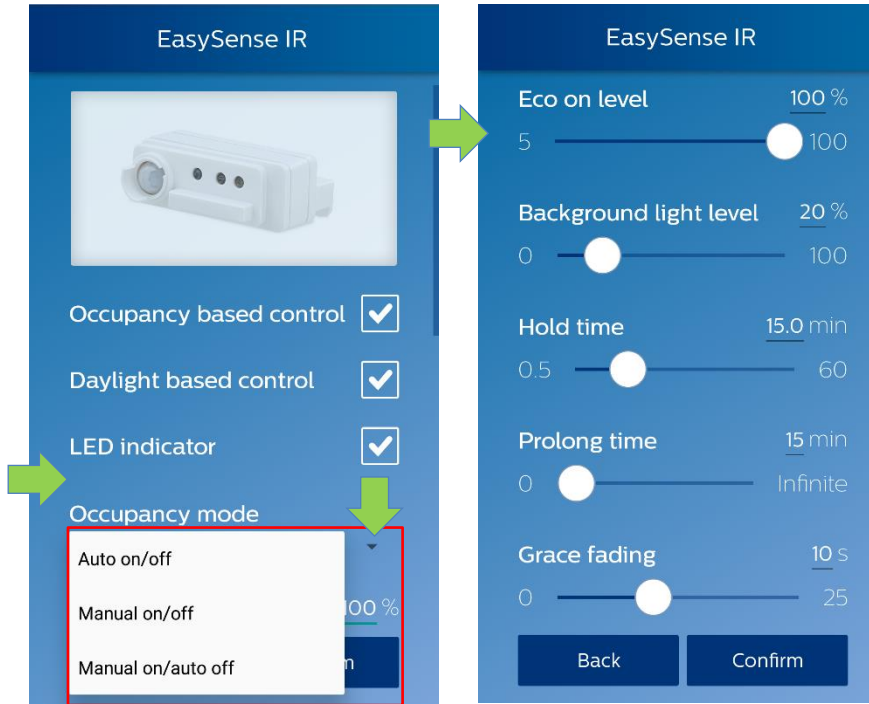 EasySense IR
Occupancy based control
Daylight based control
LED indicator
Occupancy mode
Auto on/off
Manual on/off
100 %
Manual on/auto off
EasySense IR
Eco on level 100 %
5 100
Background light level 20 %
0 100
Hold time 15.0 min
0.5 60
Prolong time 15 min
0 Infinite
Grace fading 10 s
0 25
Back Confirm